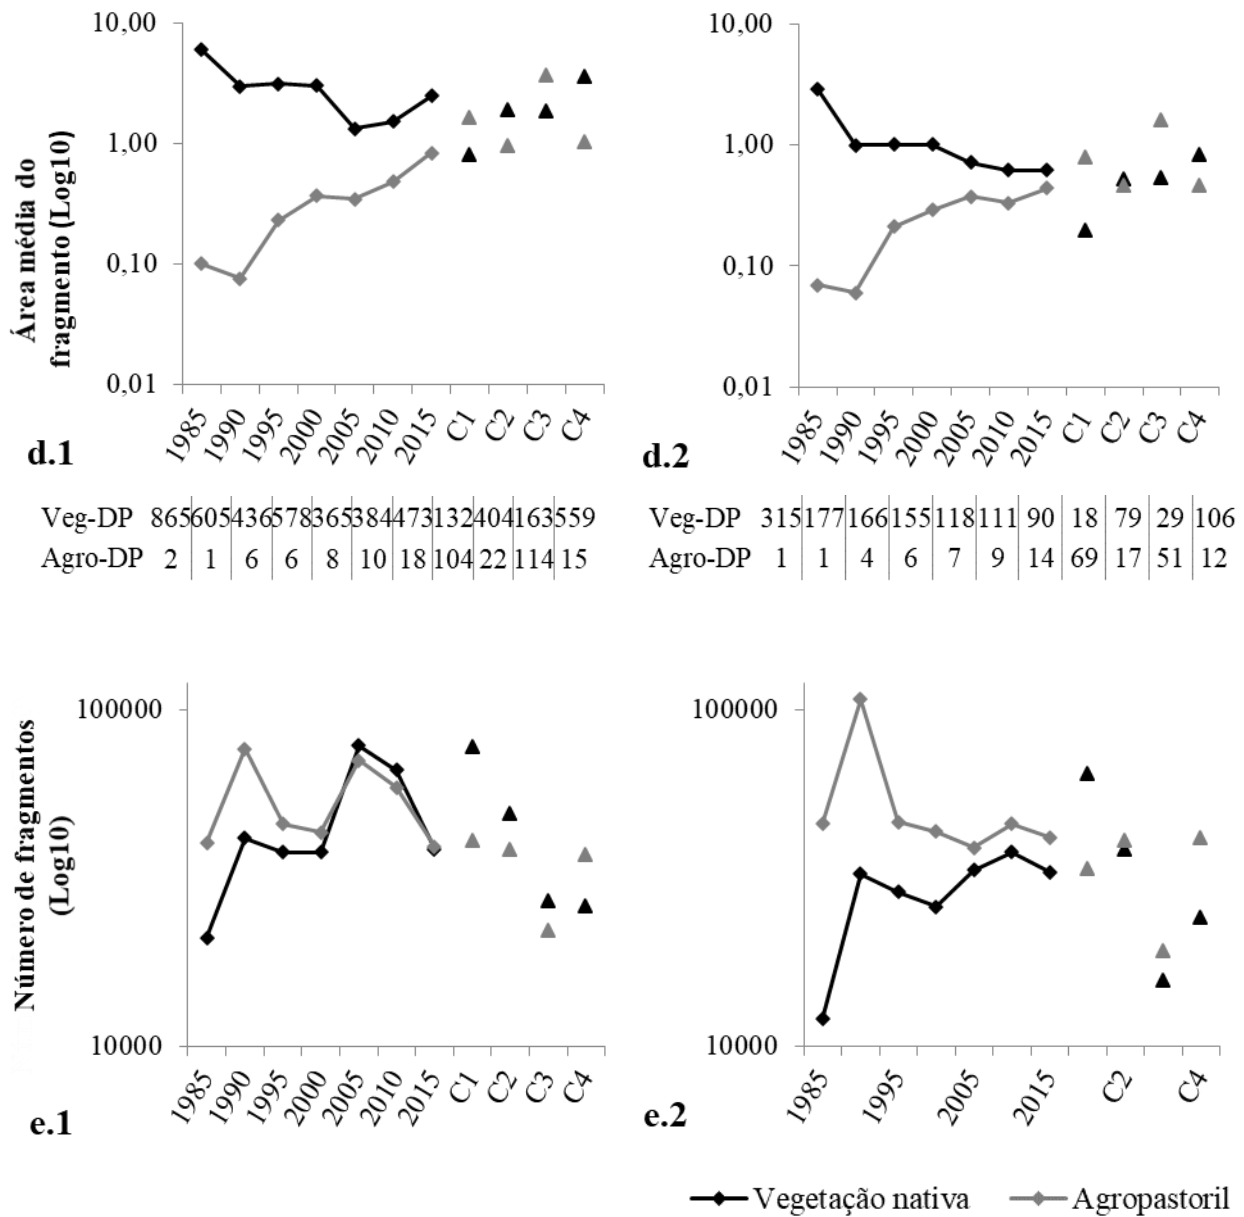 Área média do
fragmento (Log10)
10,00
1,00
0,10
0,01
1985
1990
1995
2000
2005
2010
2015
C1
C2
C3
C4
d.1
10,00
1,00
0,10
0,01
1985
1990
1995
2000
2005
2010
2015
C1
C2
C3
C4
d.2
Veg-DP 865 605 436 578 365 384 473 132 404 163 559
Agro-DP 2 1 6 6 8 10 18 104 22 114 15
Veg-DP 315 177 166 155 118 111 90 18 79 29 106
Agro-DP 1 1 4 6 7 9 14 69 17 51 12
Número de fragmentos
(Log10)
100000
10000
1985
1990
1995
2000
2005
2010
2015
C1
C2
C3
C4
e.1
100000
10000
1985
1995
2005
2015
C2
C4
e.2
Vegetação nativa
Agropastoril